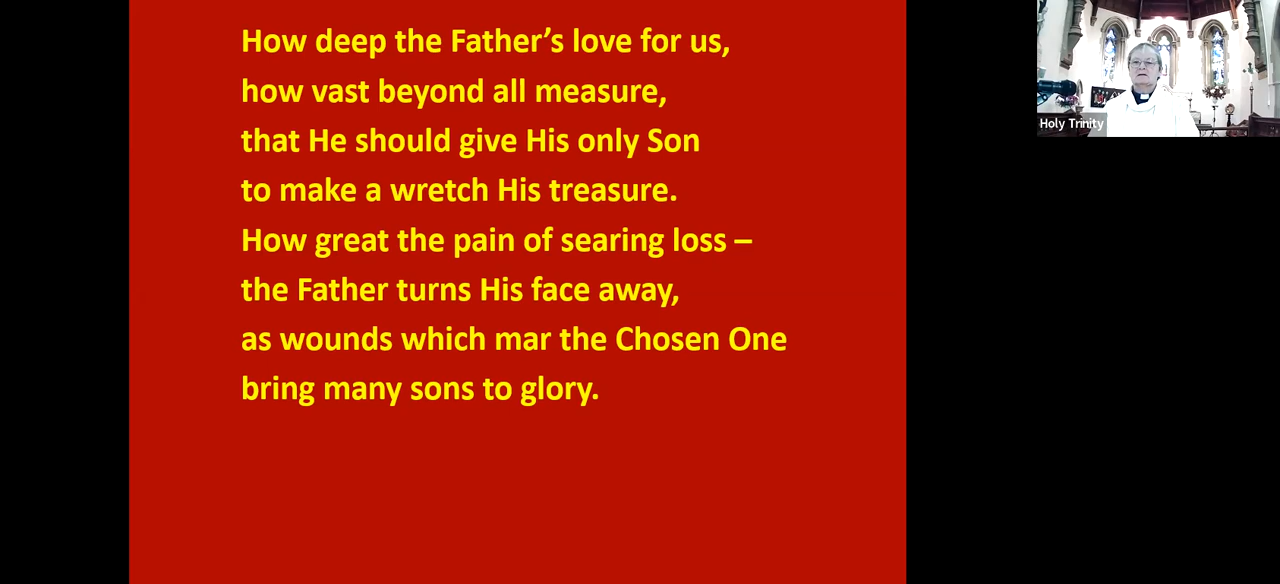 How deep the Father’s love for us,
how vast beyond all measure,
that He should give His only Son
to make a wretch His treasure.
How great the pain of searing loss –
the Father turns His face away,
as wounds which mar the Chosen One
bring many sons to glory.
Holy Trinity